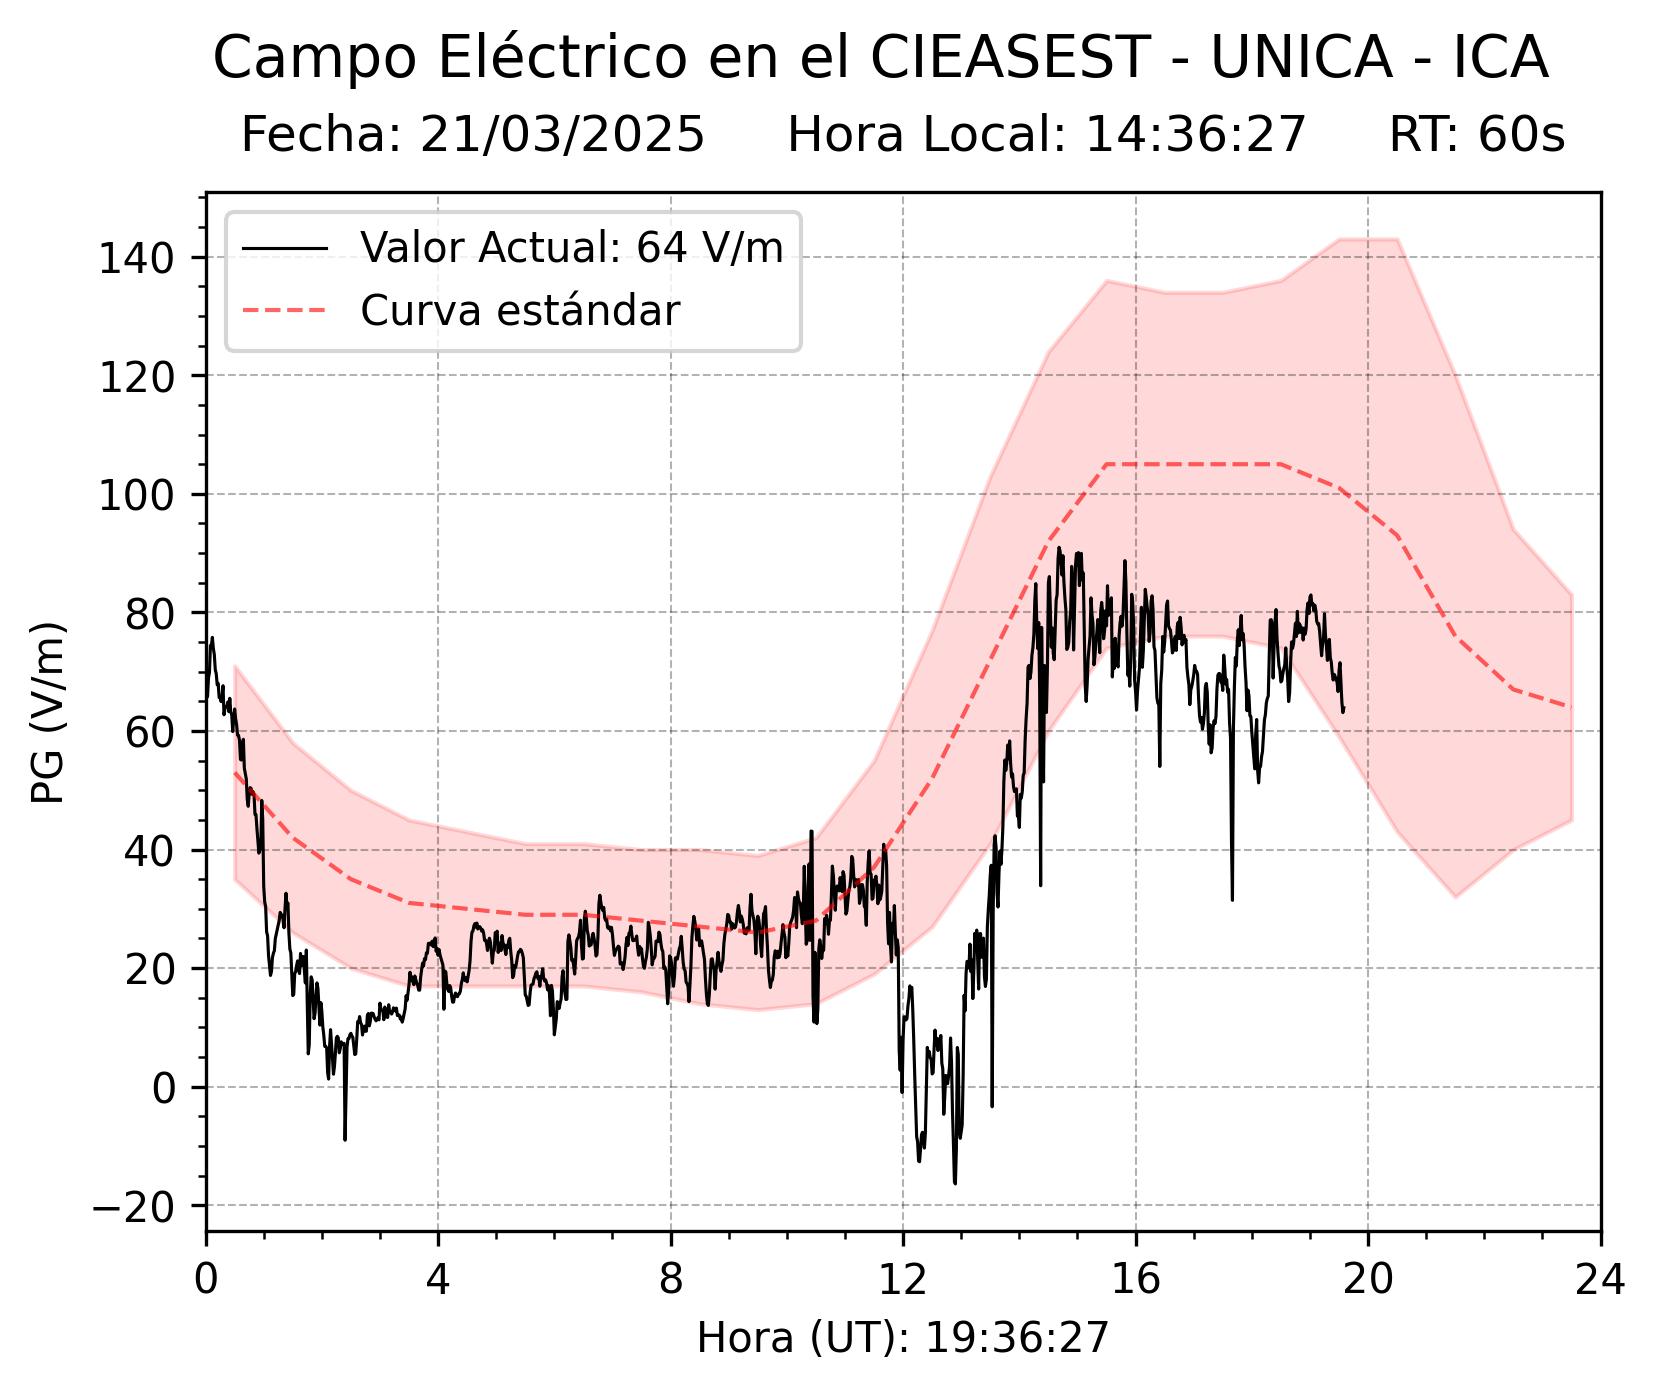 Campo Eléctrico en el CIEASEST - UNICA - ICA
Fecha: 21/03/2025 Hora Local: 14:36:27 RT: 60s
Valor Actual: 64 V/m
Curva estándar
PG (V/m)
140
120
100
80
60
40
20
0
−20
0 4 8 12 16 20 24
Hora (UT): 19:36:27